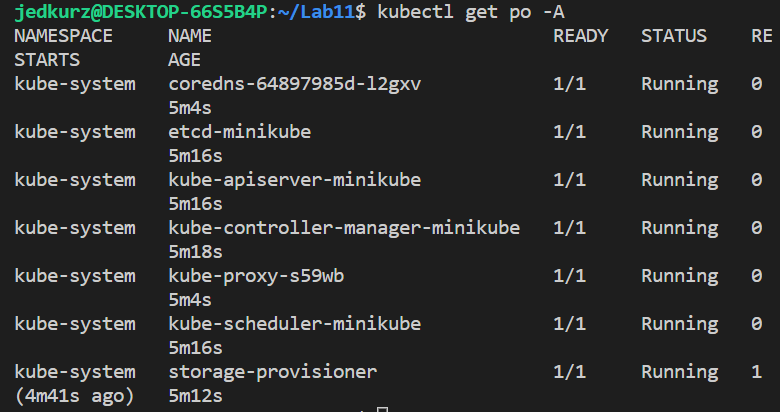 jedkurz@DESKTOP-66S5B4P:~/Lab11$ kubectl get po -A
NAMESPACE NAME READY STATUS RE
STARTS AGE
kube-system coredns-64897985d-l2gxv 1/1 Running 0
5m4s
kube-system etcd-minikube 1/1 Running 0
5m16s
kube-system kube-apiserver-minikube 1/1 Running 0
5m16s
kube-system kube-controller-manager-minikube 1/1 Running 0
5m18s
kube-system kube-proxy-s59wb 1/1 Running 0
5m4s
kube-system kube-scheduler-minikube 1/1 Running 0
5m16s
kube-system storage-provisioner 1/1 Running 1
(4m41s ago) 5m12s